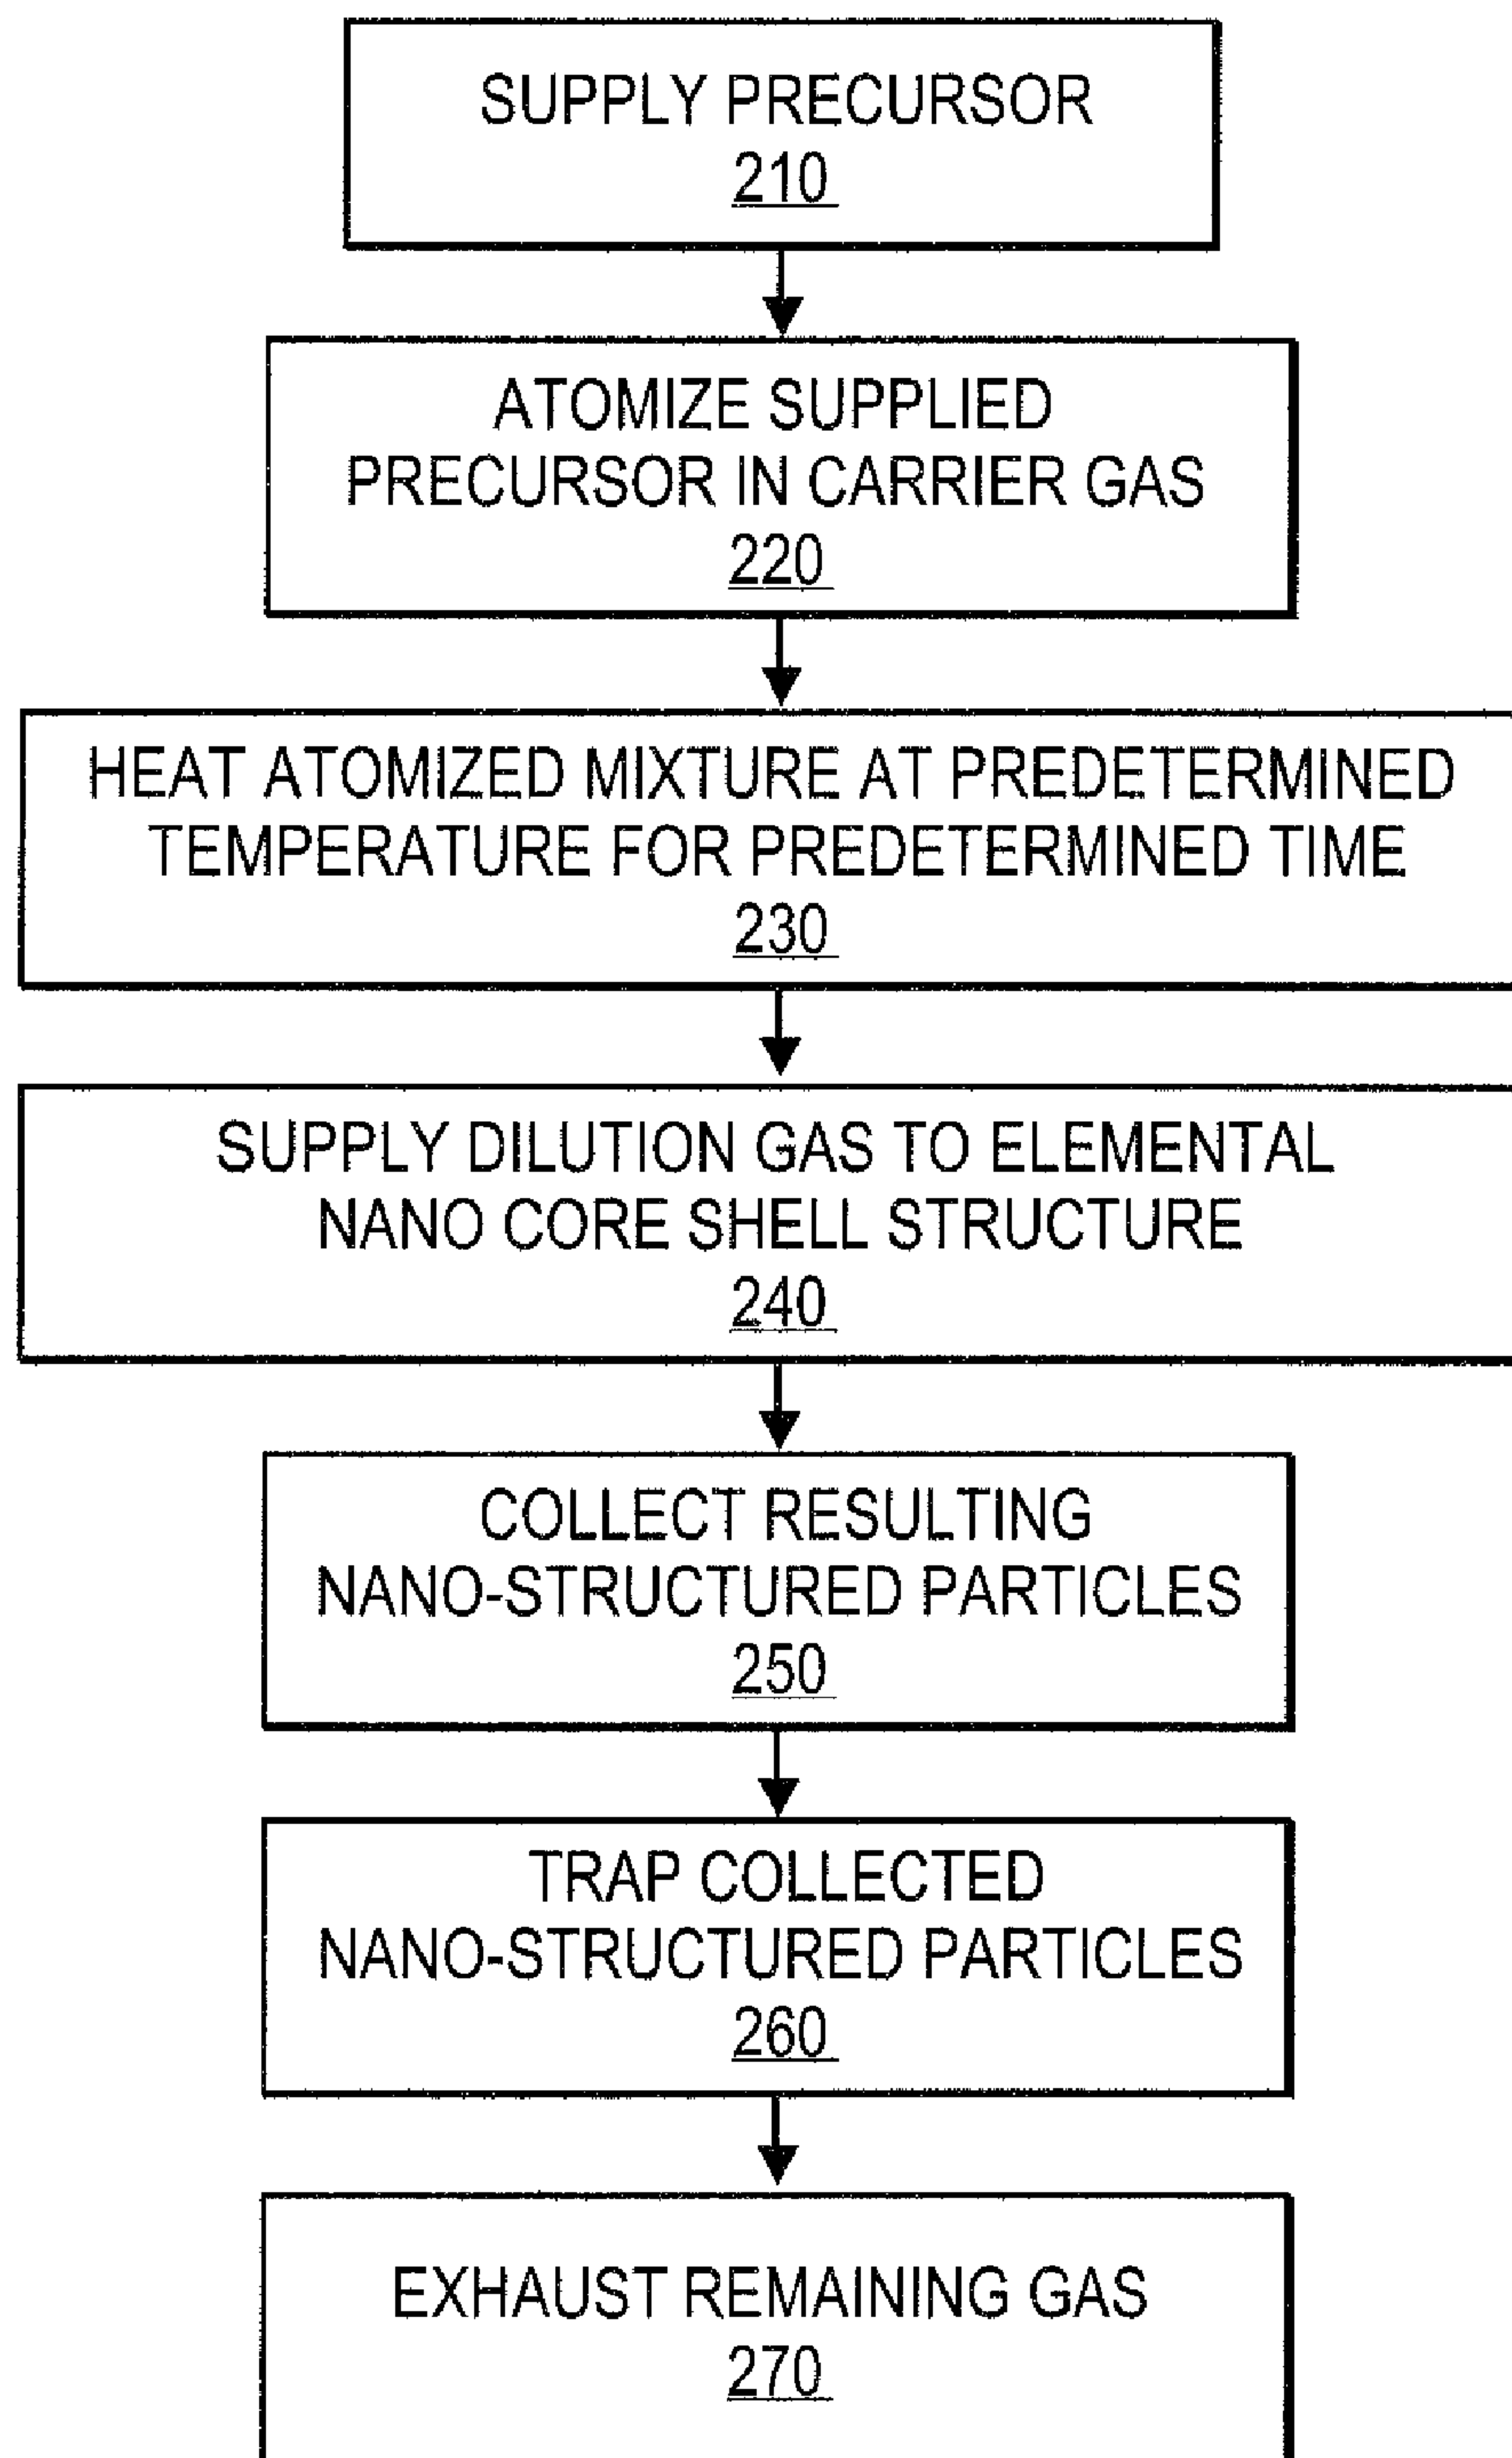 SUPPLY PRECURSOR
210
ATOMIZE SUPPLIED
PRECURSOR IN CARRIER GAS
220
HEAT ATOMIZED MIXTURE AT PREDETERMINED
TEMPERATURE FOR PREDETERMINED TIME
230
SUPPLY DILUTION GAS TO ELEMENTAL
NANO CORE SHELL STRUCTURE
240
COLLECT RESULTING
NANO-STRUCTURED PARTICLES
250
TRAP COLLECTED
NANO-STRUCTURED PARTICLES
260
EXHAUST REMAINING GAS
270